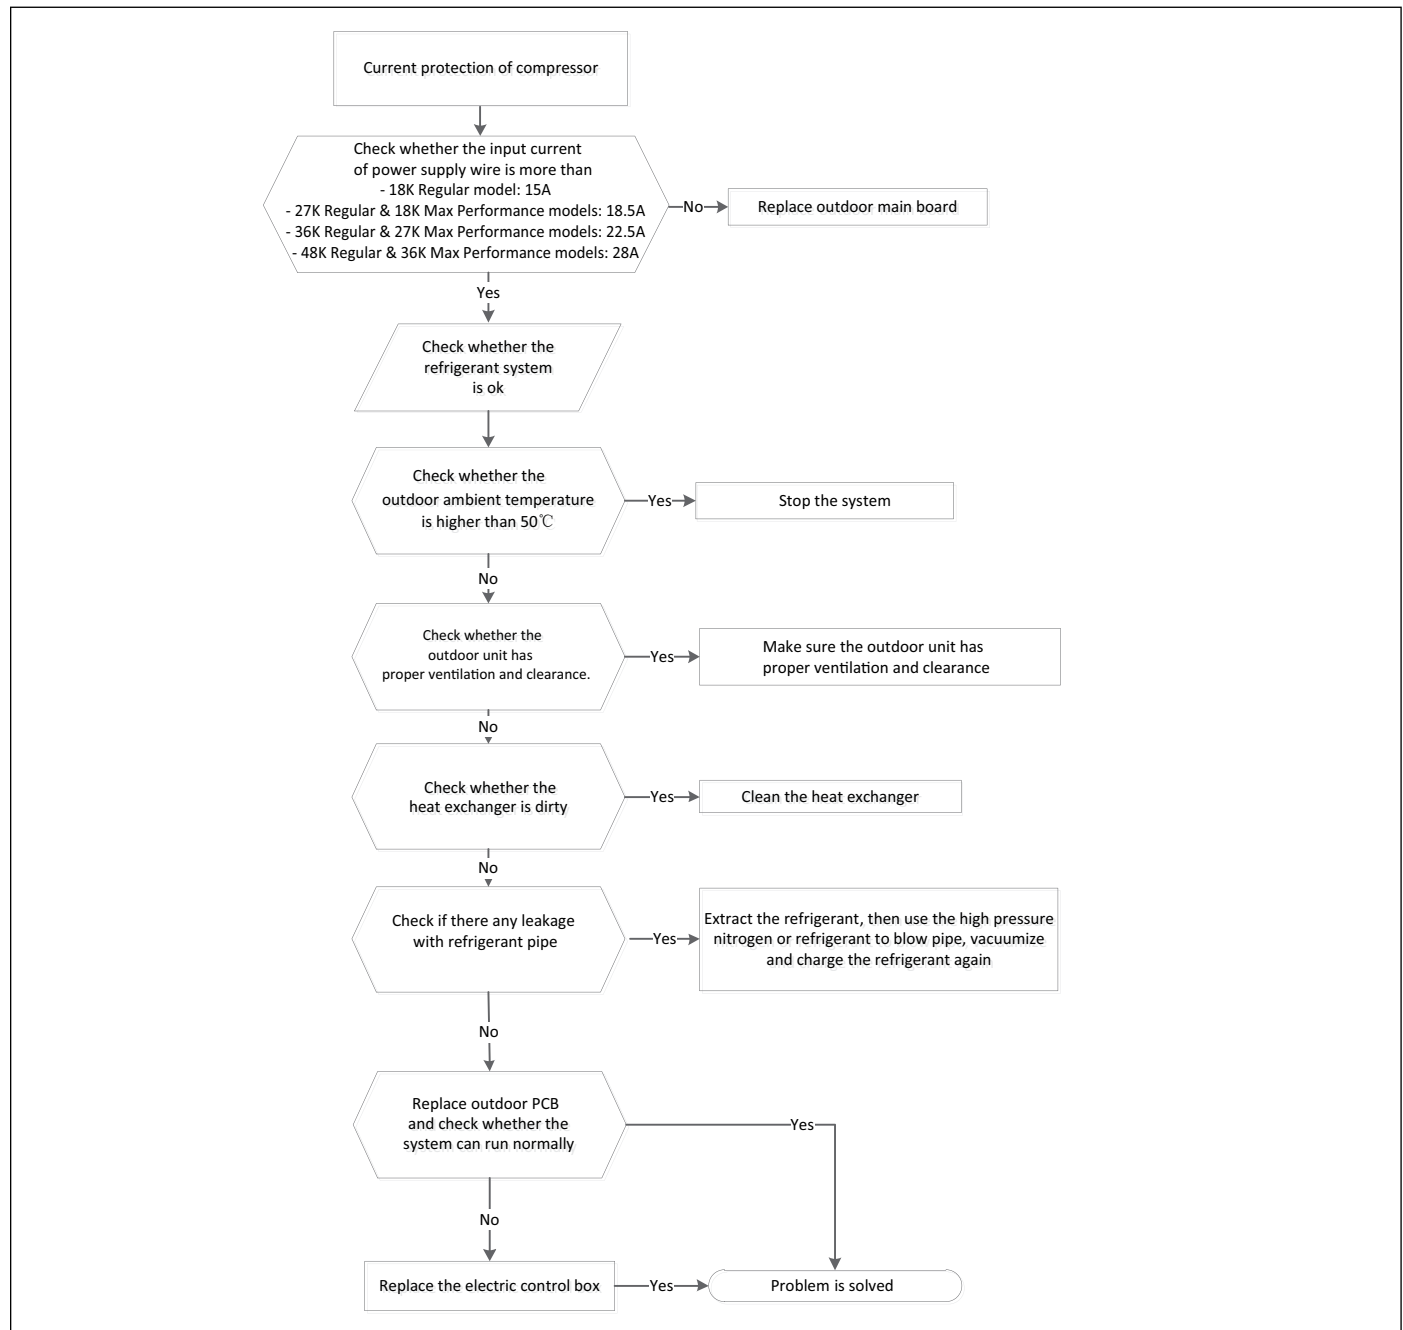 Current protection of compressor
Check whether the input current
of power supply wire is more than
- 18K Regular model: 15A
- 27K Regular & 18K Max Performance models: 18.5A
- 36K Regular & 27K Max Performance models: 22.5A
- 48K Regular & 36K Max Performance models: 28A
No
Replace outdoor main board
Yes
Check whether the
refrigerant system
is ok
Check whether the
outdoor ambient temperature
is higher than 50℃
Yes
Stop the system
No
Check whether the
outdoor unit has
proper ventilation and clearance.
Yes
Make sure the outdoor unit has
proper ventilation and clearance
No
Check whether the
heat exchanger is dirty
Yes
Clean the heat exchanger
No
Check if there any leakage
with refrigerant pipe
Yes
Extract the refrigerant, then use the high pressure
nitrogen or refrigerant to blow pipe, vacuumize
and charge the refrigerant again
No
Replace outdoor PCB
and check whether the
system can run normally
Yes
No
Replace the electric control box
Yes
Problem is solved